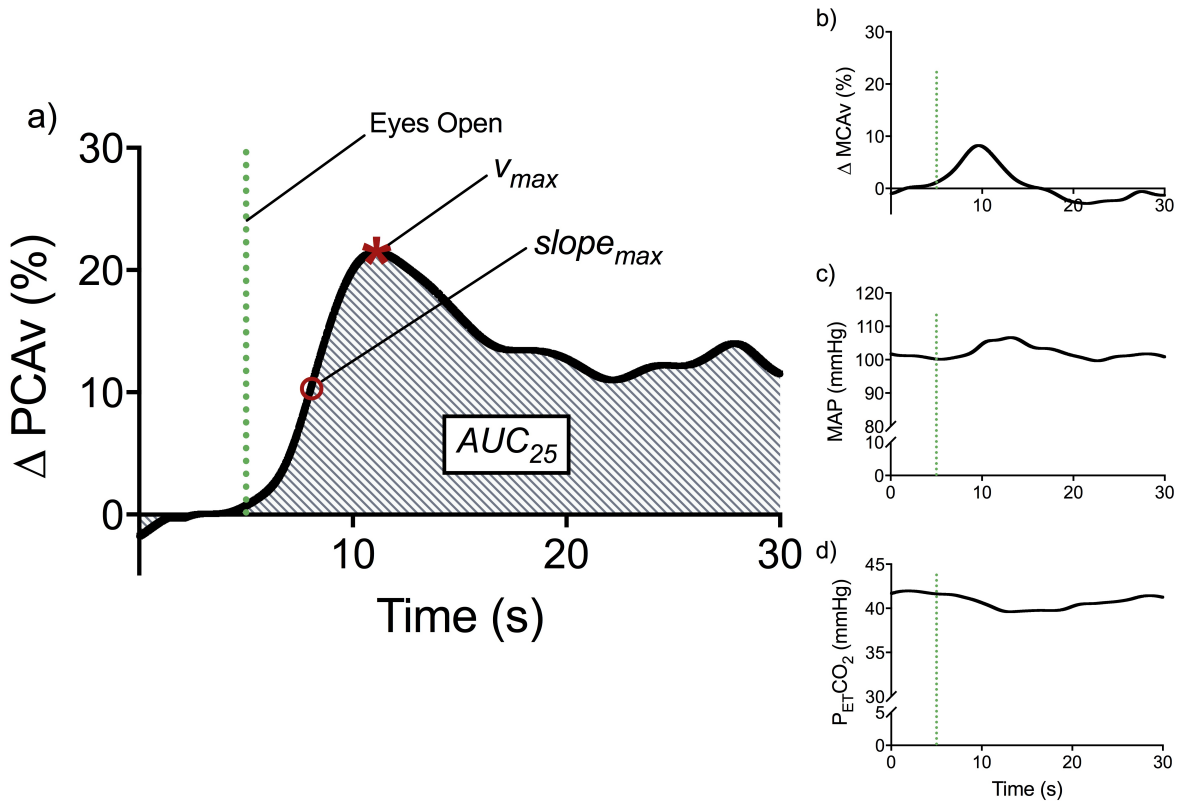 a)
Eyes Open
v_max
slope_max
AUC_25
Δ PCAv (%)
30
20
10
0
10 20 30
Time (s)
b)
Δ MCAv (%)
30
20
10
0
10 20 30
c)
MAP (mmHg)
120
110
100
90
80
10
0
0 10 20 30
d)
P_ETCO_2 (mmHg)
45
40
35
30
5
0
0 10 20 30
Time (s)